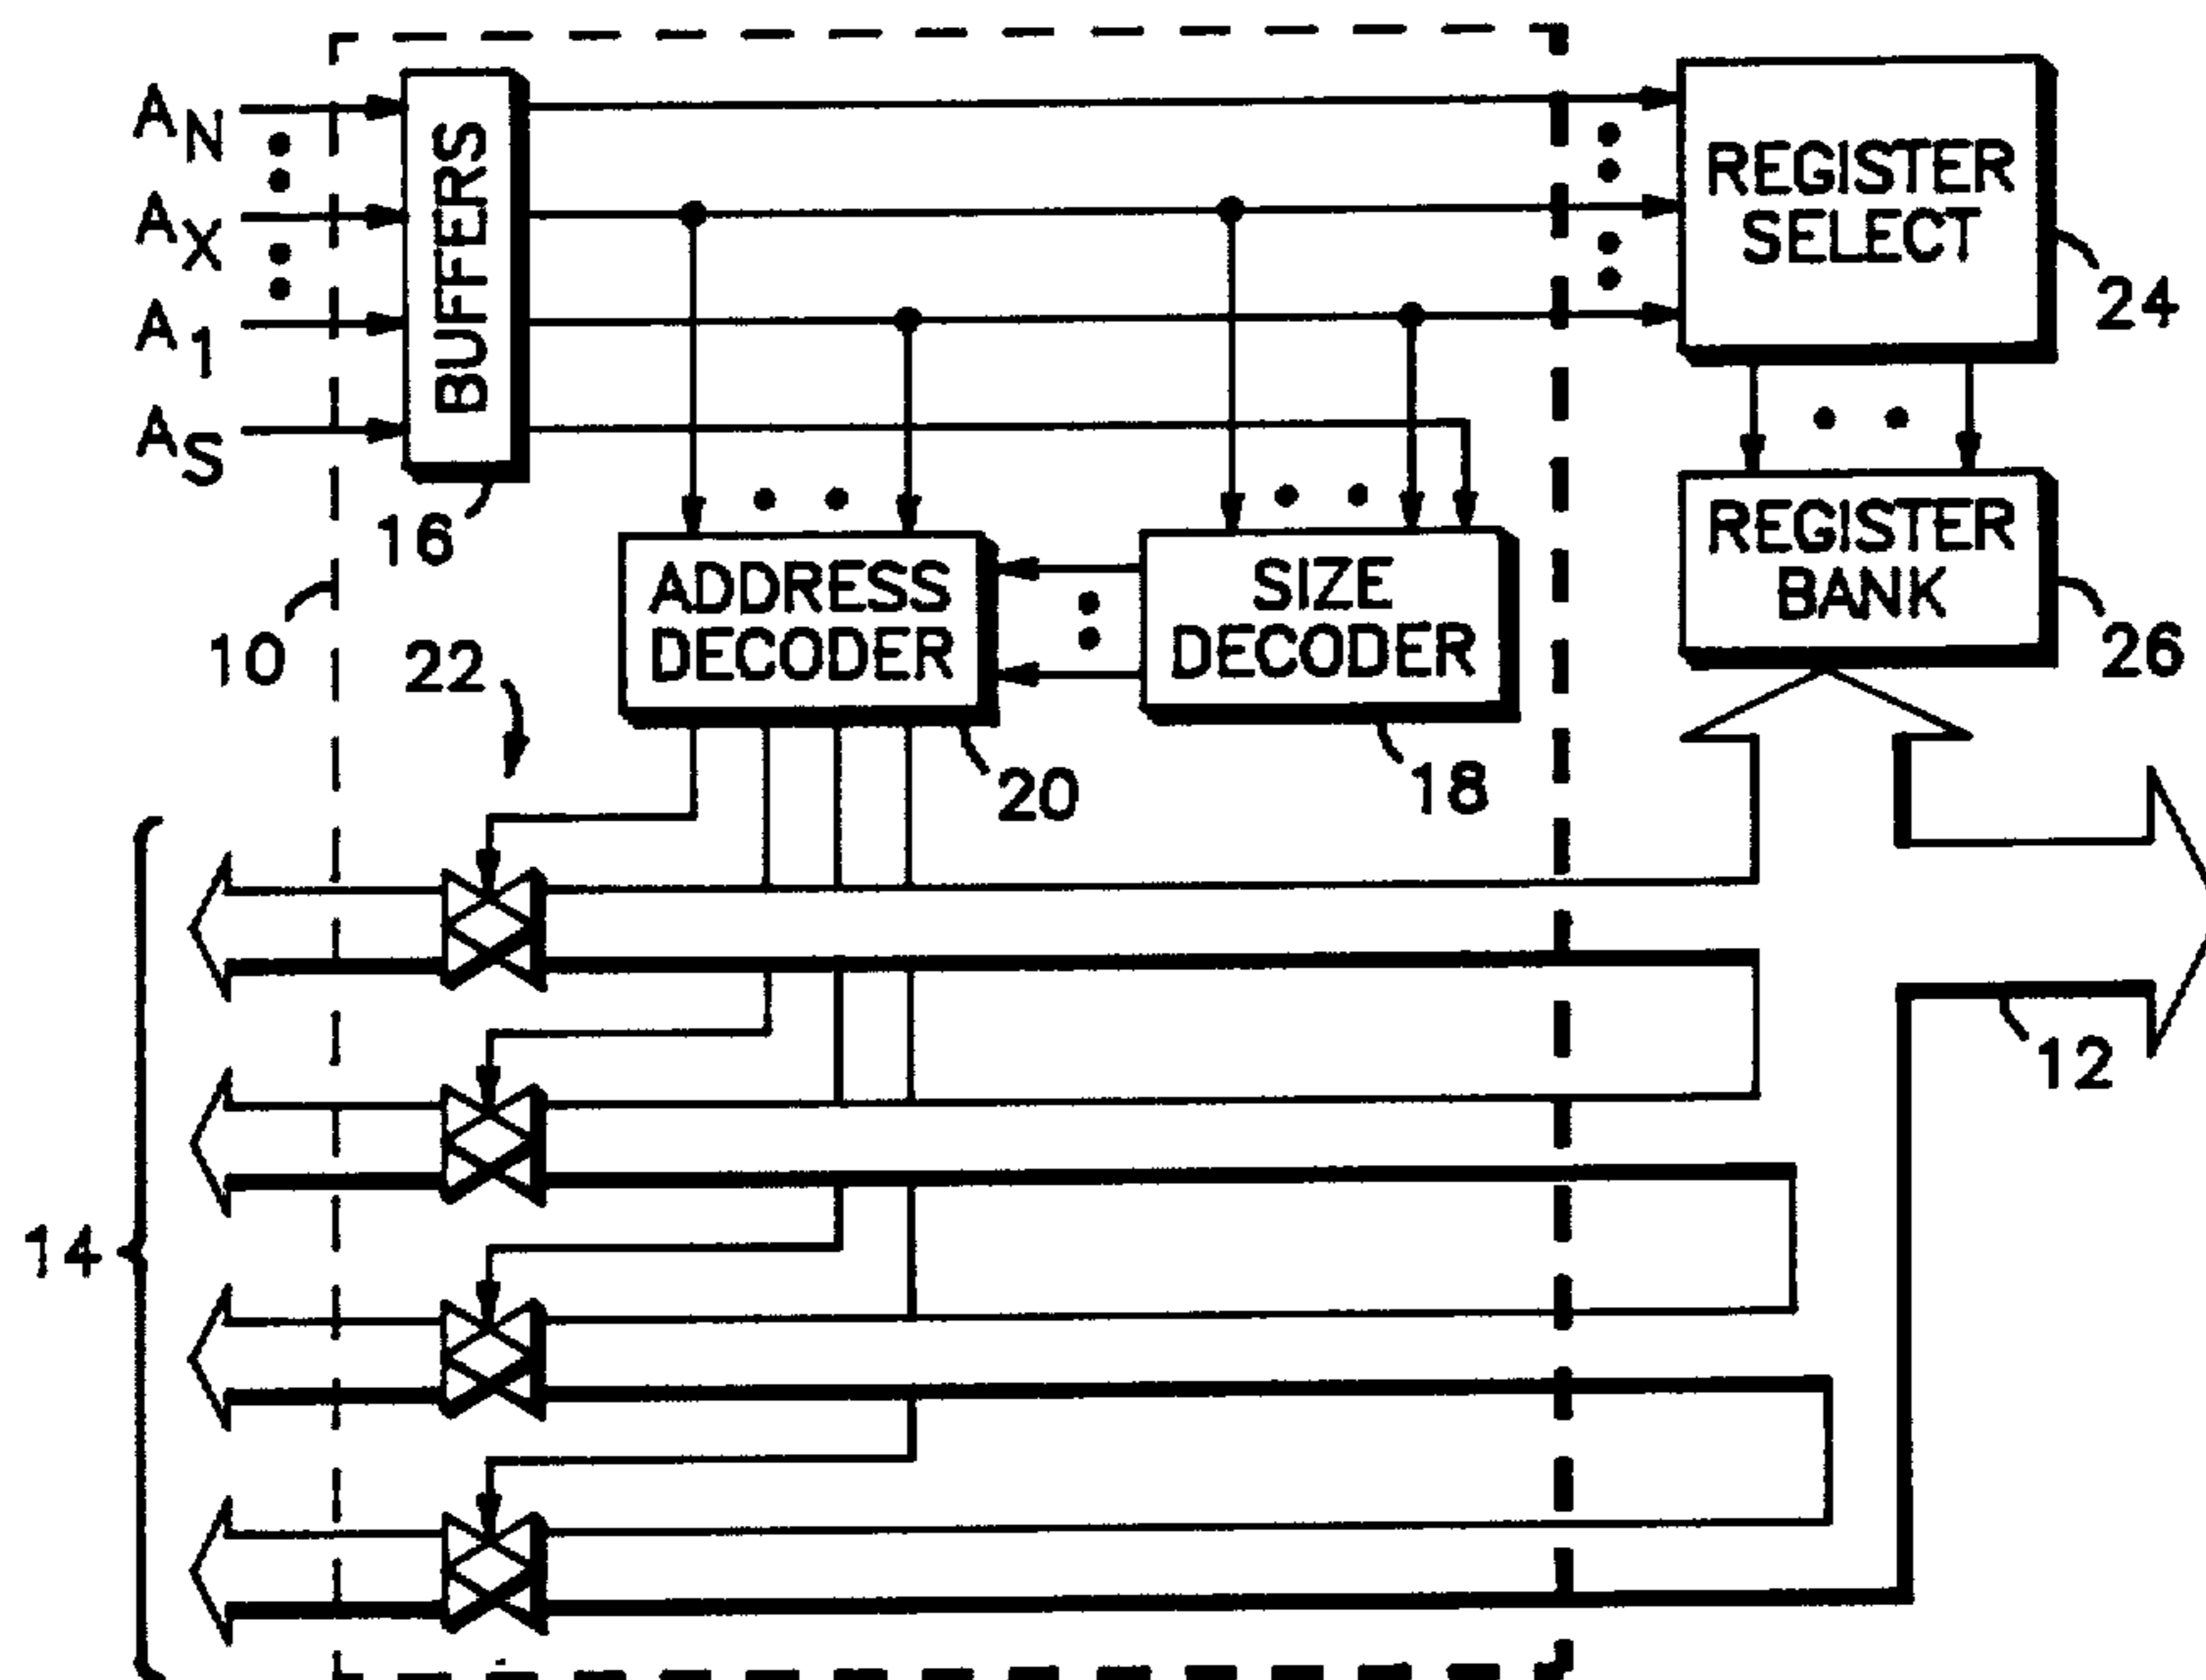 A_N
A_X
A_1
A_S
BUFFERS
16
REGISTER
SELECT
24
REGISTER
BANK
26
ADDRESS
DECODER
20
SIZE
DECODER
18
10
22
12
14